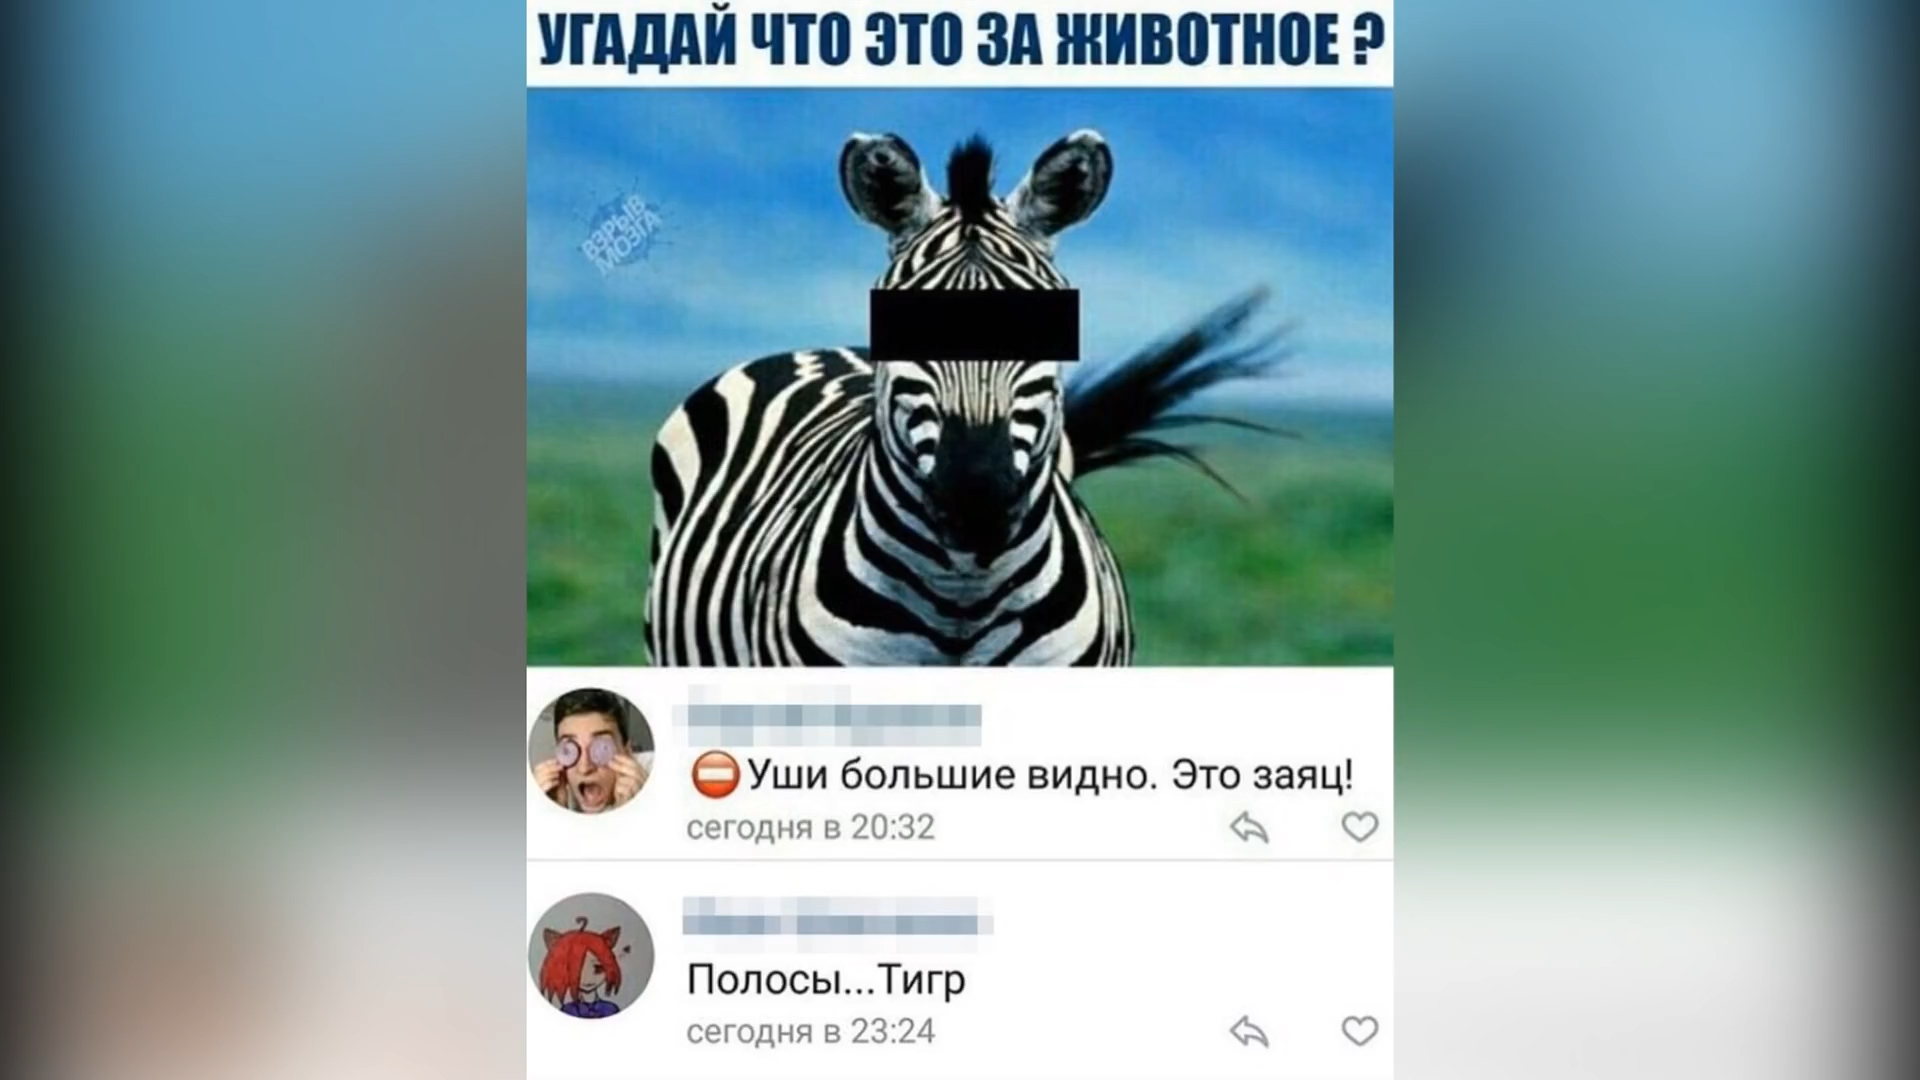 УГАДАЙ ЧТО ЭТО ЗА ЖИВОТНОЕ ?
ВЗРЫВ
МОЗГА
Уши большие видно. Это заяц!
сегодня в 20:32
Полосы...Тигр
сегодня в 23:24